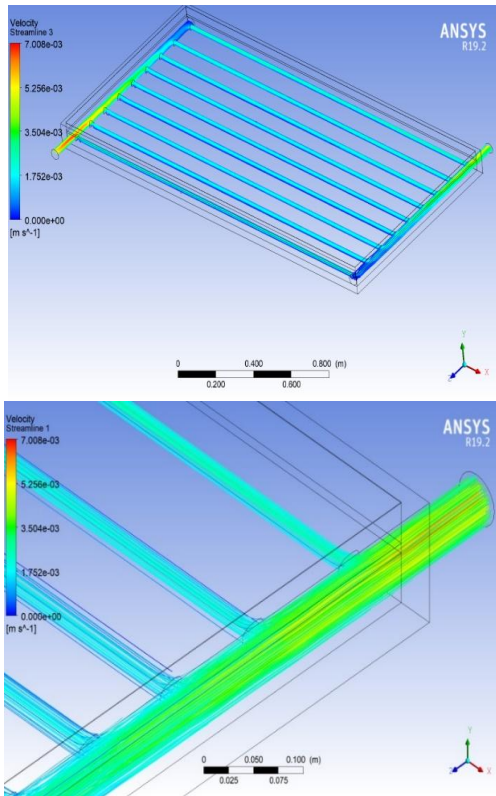 Velocity
Streamline 3
7.008e-03
5.256e-03
3.504e-03
1.752e-03
0.000e+00
[m s^-1]
ANSYS
R19.2
0 0.400 0.800 (m)
0.200 0.600
Y
Z X
Velocity
Streamline 1
7.008e-03
5.256e-03
3.504e-03
1.752e-03
0.000e+00
[m s^-1]
ANSYS
R19.2
0 0.050 0.100 (m)
0.025 0.075
Y
Z X